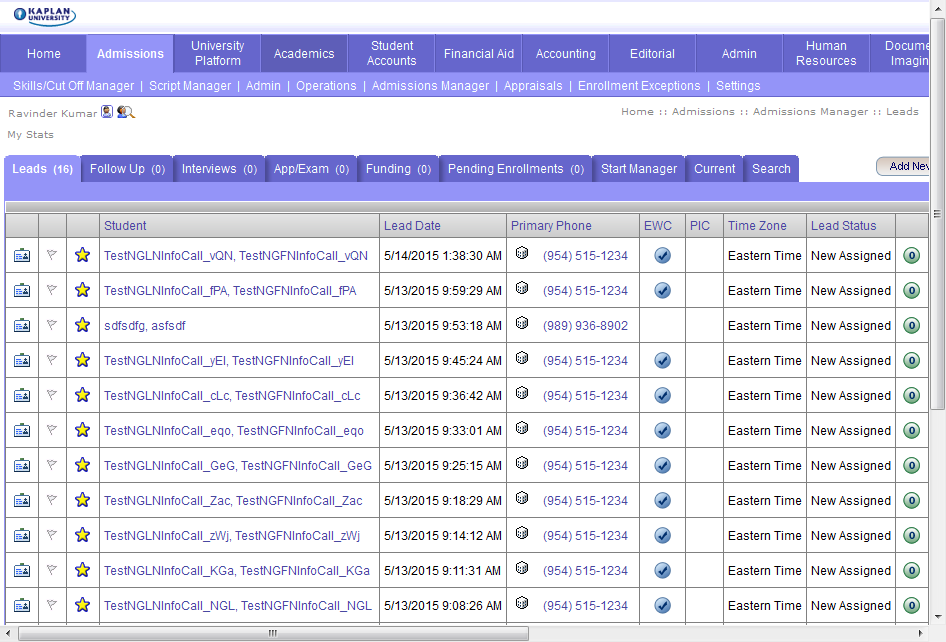 KAPLAN
UNIVERSITY
Home Admissions University Platform Academics Student Accounts Financial Aid Accounting Editorial Admin Human Resources Docume Imagin
Skills/Cut Off Manager | Script Manager | Admin | Operations | Admissions Manager | Appraisals | Enrollment Exceptions | Settings
Ravinder Kumar Home :: Admissions :: Admissions Manager :: Leads
My Stats
Leads (16) Follow Up (0) Interviews (0) App/Exam (0) Funding (0) Pending Enrollments (0) Start Manager Current Search Add Nev
Student Lead Date Primary Phone EWC PIC Time Zone Lead Status
TestNGLNInfoCall_vQN, TestNGFNInfoCall_vQN 5/14/2015 1:38:30 AM (954) 515-1234 Eastern Time New Assigned 0
TestNGLNInfoCall_fPA, TestNGFNInfoCall_fPA 5/13/2015 9:59:29 AM (954) 515-1234 Eastern Time New Assigned 0
sdfsdfg, asfsdf 5/13/2015 9:53:18 AM (989) 936-8902 Eastern Time New Assigned 0
TestNGLNInfoCall_yEl, TestNGFNInfoCall_yEl 5/13/2015 9:45:24 AM (954) 515-1234 Eastern Time New Assigned 0
TestNGLNInfoCall_cLc, TestNGFNInfoCall_cLc 5/13/2015 9:36:42 AM (954) 515-1234 Eastern Time New Assigned 0
TestNGLNInfoCall_eqo, TestNGFNInfoCall_eqo 5/13/2015 9:33:01 AM (954) 515-1234 Eastern Time New Assigned 0
TestNGLNInfoCall_GeG, TestNGFNInfoCall_GeG 5/13/2015 9:25:15 AM (954) 515-1234 Eastern Time New Assigned 0
TestNGLNInfoCall_Zac, TestNGFNInfoCall_Zac 5/13/2015 9:18:29 AM (954) 515-1234 Eastern Time New Assigned 0
TestNGLNInfoCall_zWj, TestNGFNInfoCall_zWj 5/13/2015 9:14:12 AM (954) 515-1234 Eastern Time New Assigned 0
TestNGLNInfoCall_KGa, TestNGFNInfoCall_KGa 5/13/2015 9:11:31 AM (954) 515-1234 Eastern Time New Assigned 0
TestNGLNInfoCall_NGL, TestNGFNInfoCall_NGL 5/13/2015 9:08:26 AM (954) 515-1234 Eastern Time New Assigned 0